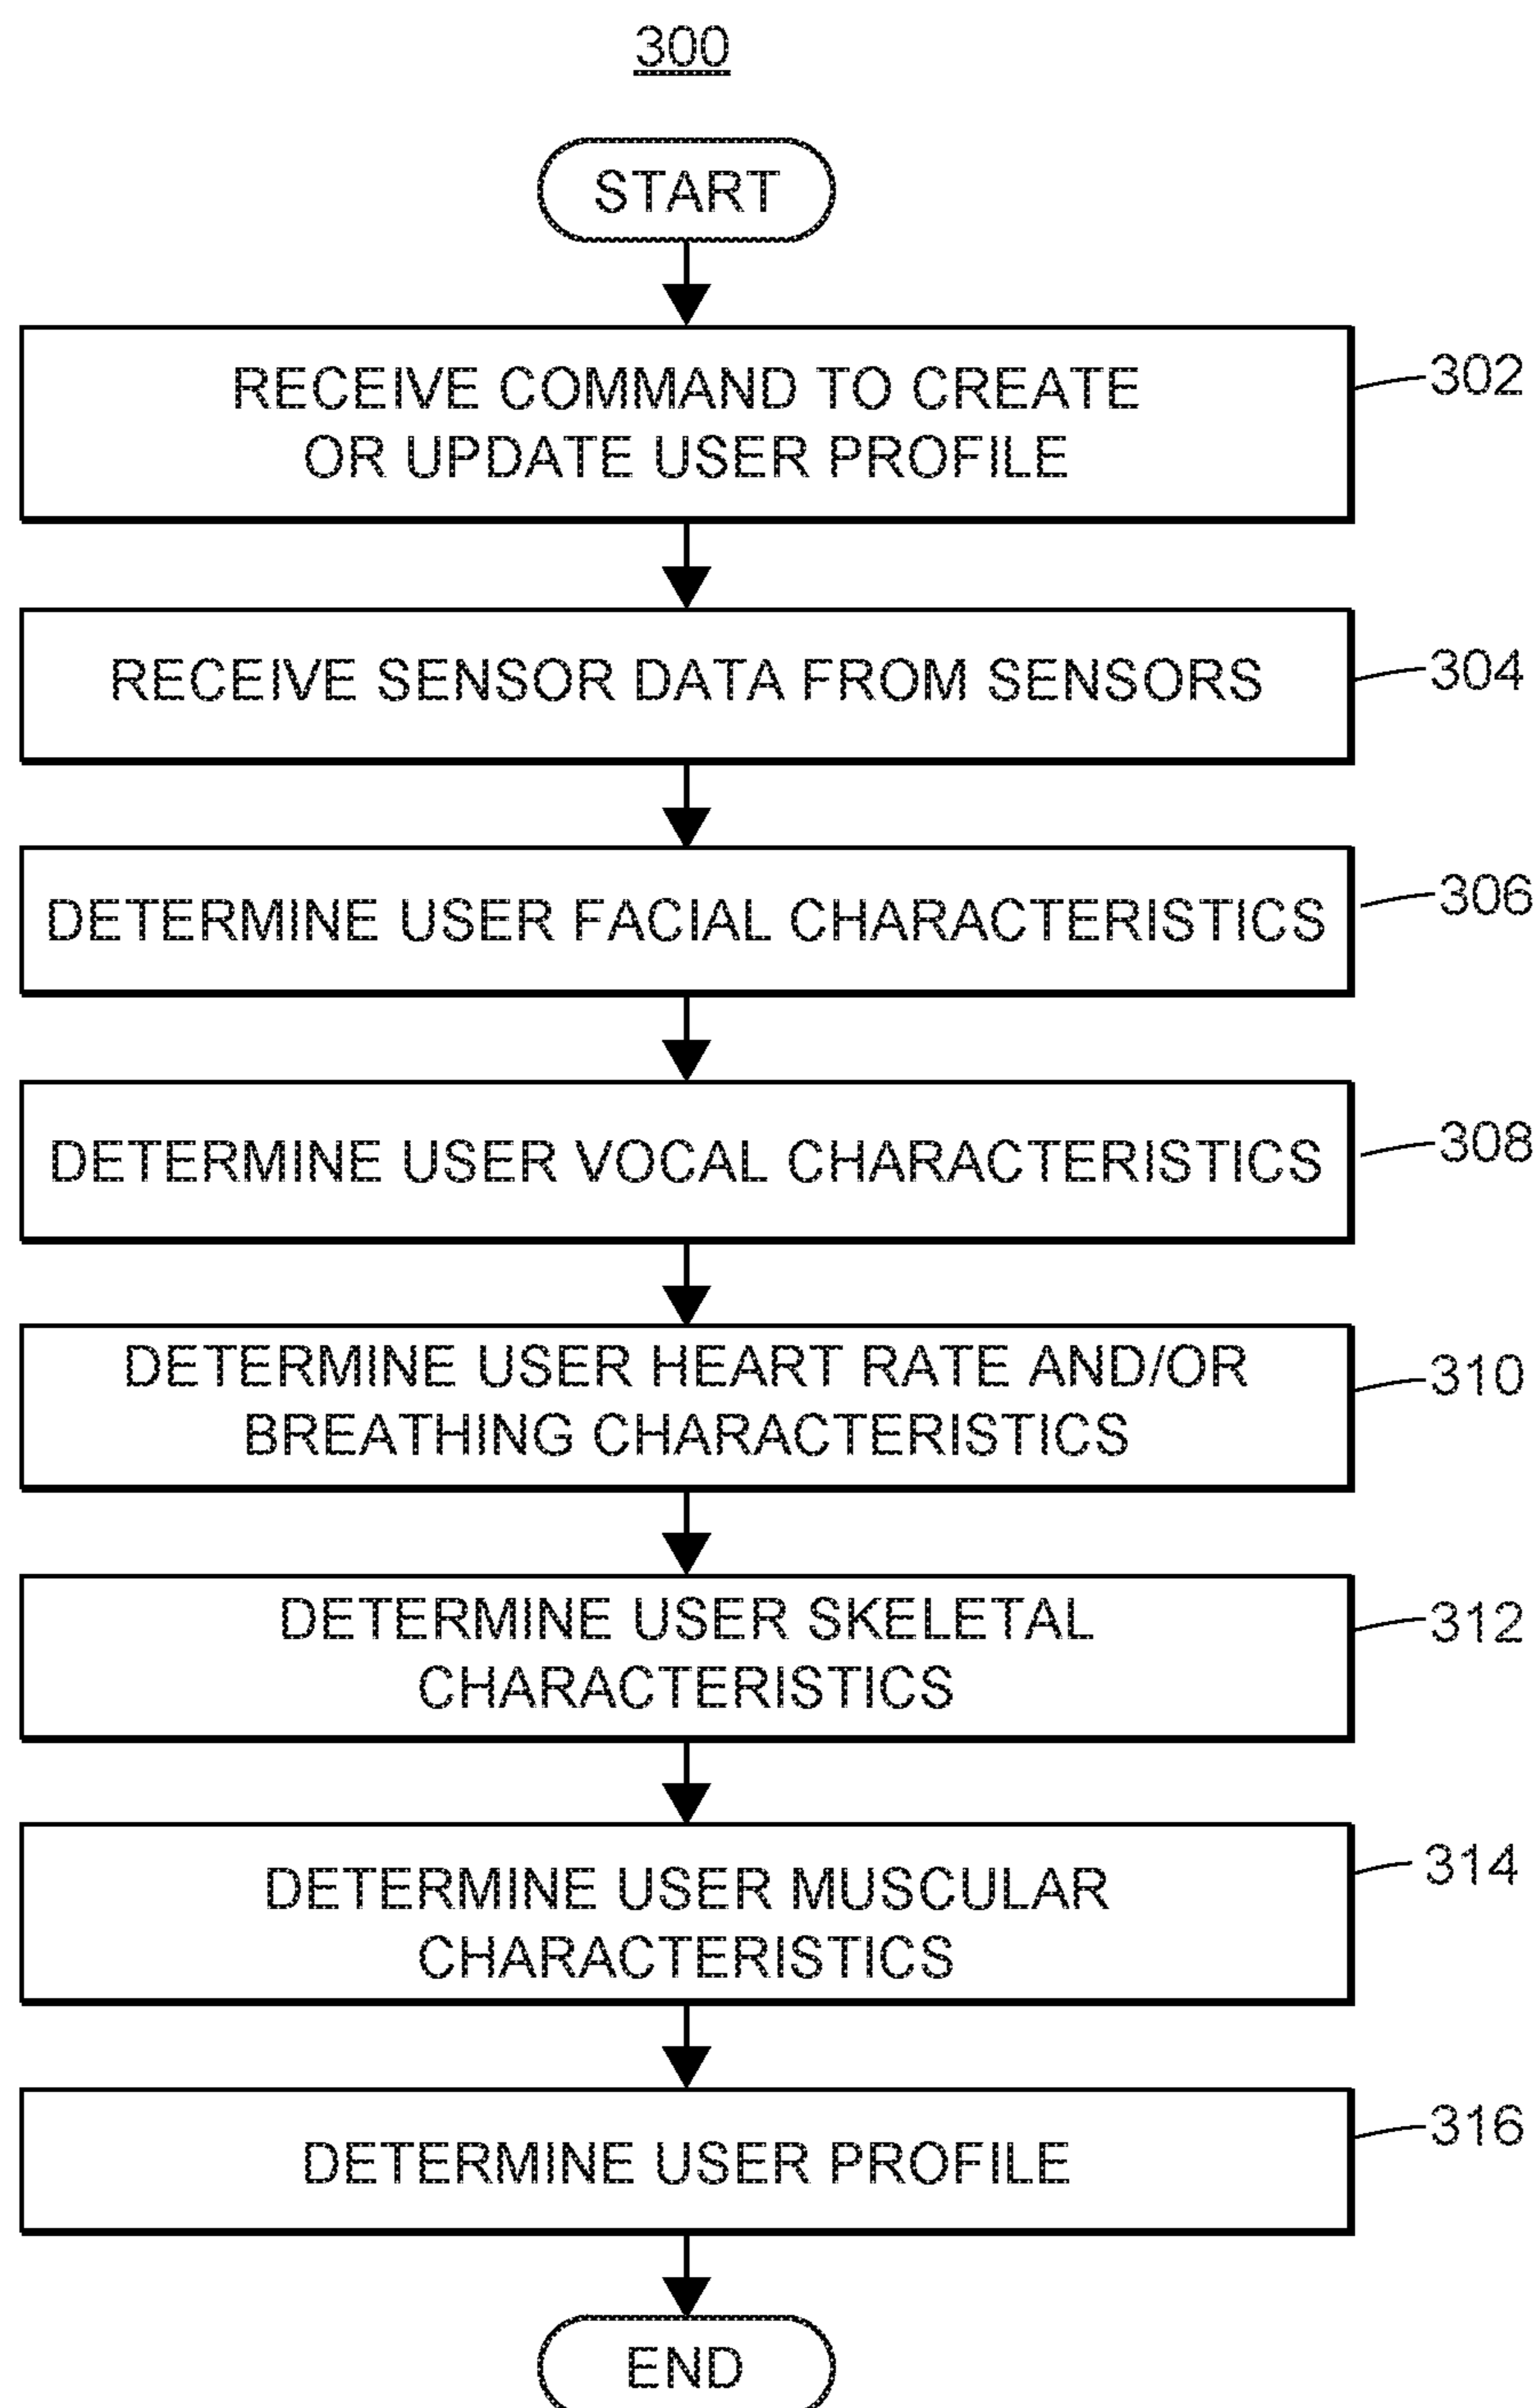 300
START
RECEIVE COMMAND TO CREATE
OR UPDATE USER PROFILE
302
RECEIVE SENSOR DATA FROM SENSORS
304
DETERMINE USER FACIAL CHARACTERISTICS
306
DETERMINE USER VOCAL CHARACTERISTICS
308
DETERMINE USER HEART RATE AND/OR
BREATHING CHARACTERISTICS
310
DETERMINE USER SKELETAL
CHARACTERISTICS
312
DETERMINE USER MUSCULAR
CHARACTERISTICS
314
DETERMINE USER PROFILE
316
END